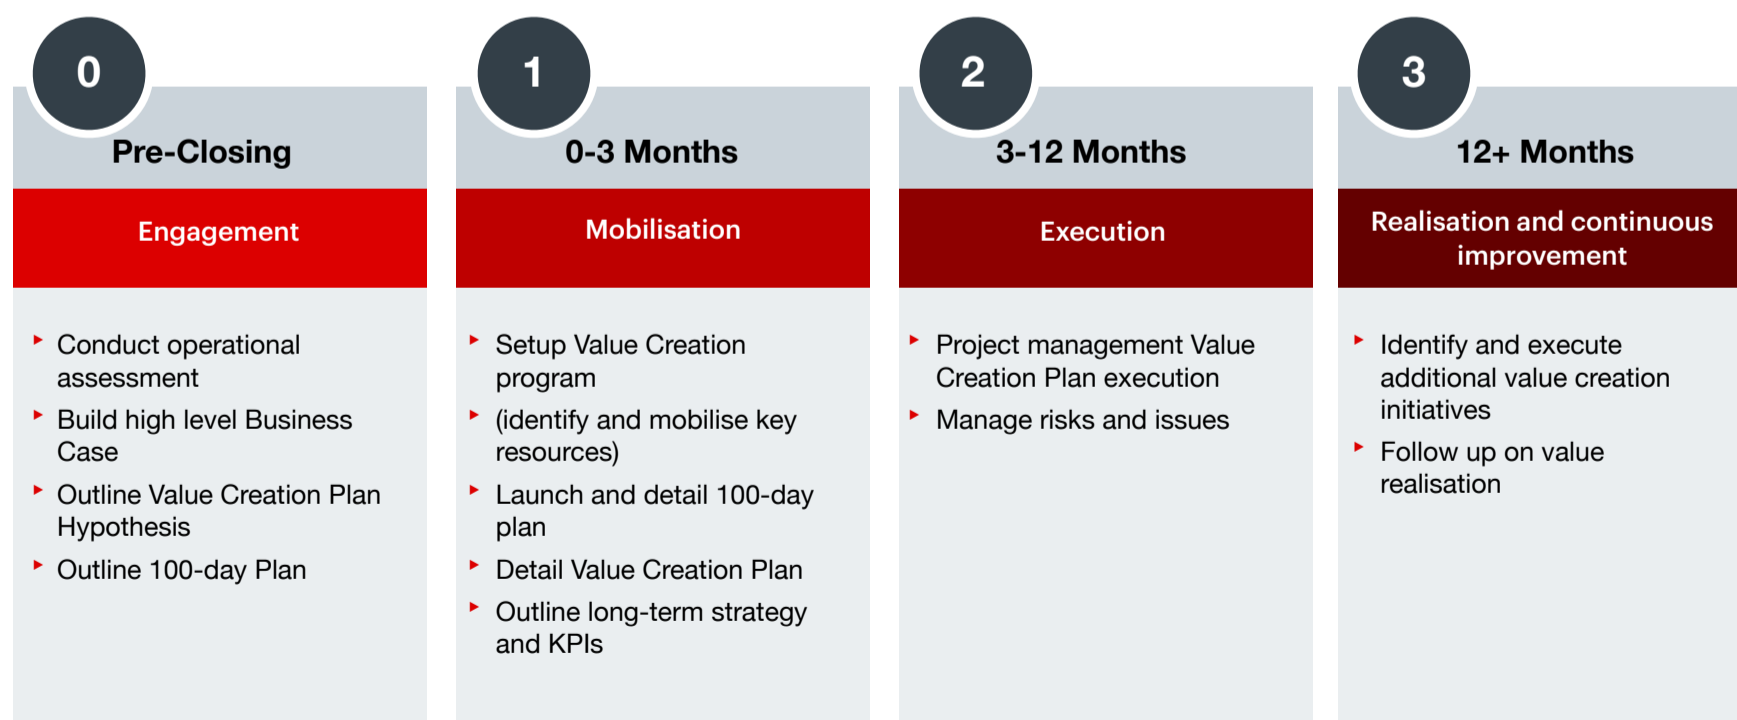 0
Pre-Closing
Engagement
Conduct operational
assessment
Build high level Business
Case
Outline Value Creation Plan
Hypothesis
Outline 100-day Plan
1
0-3 Months
Mobilisation
Setup Value Creation
program
(identify and mobilise key
resources)
Launch and detail 100-day
plan
Detail Value Creation Plan
Outline long-term strategy
and KPIs
2
3-12 Months
Execution
Project management Value
Creation Plan execution
Manage risks and issues
3
12+ Months
Realisation and continuous
improvement
Identify and execute
additional value creation
initiatives
Follow up on value
realisation